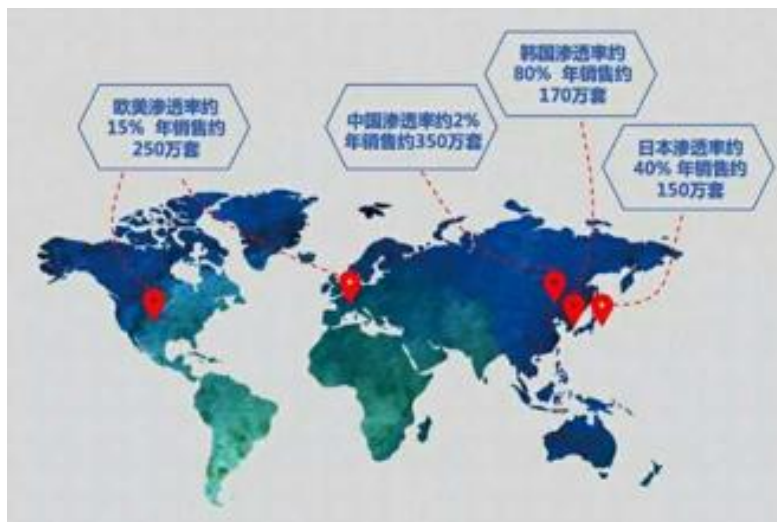 欧美渗透率约
15% 年销售约
250万套
中国渗透率约2%
年销售约350万套
韩国渗透率约
80% 年销售约
170万套
日本渗透率约
40% 年销售约
150万套